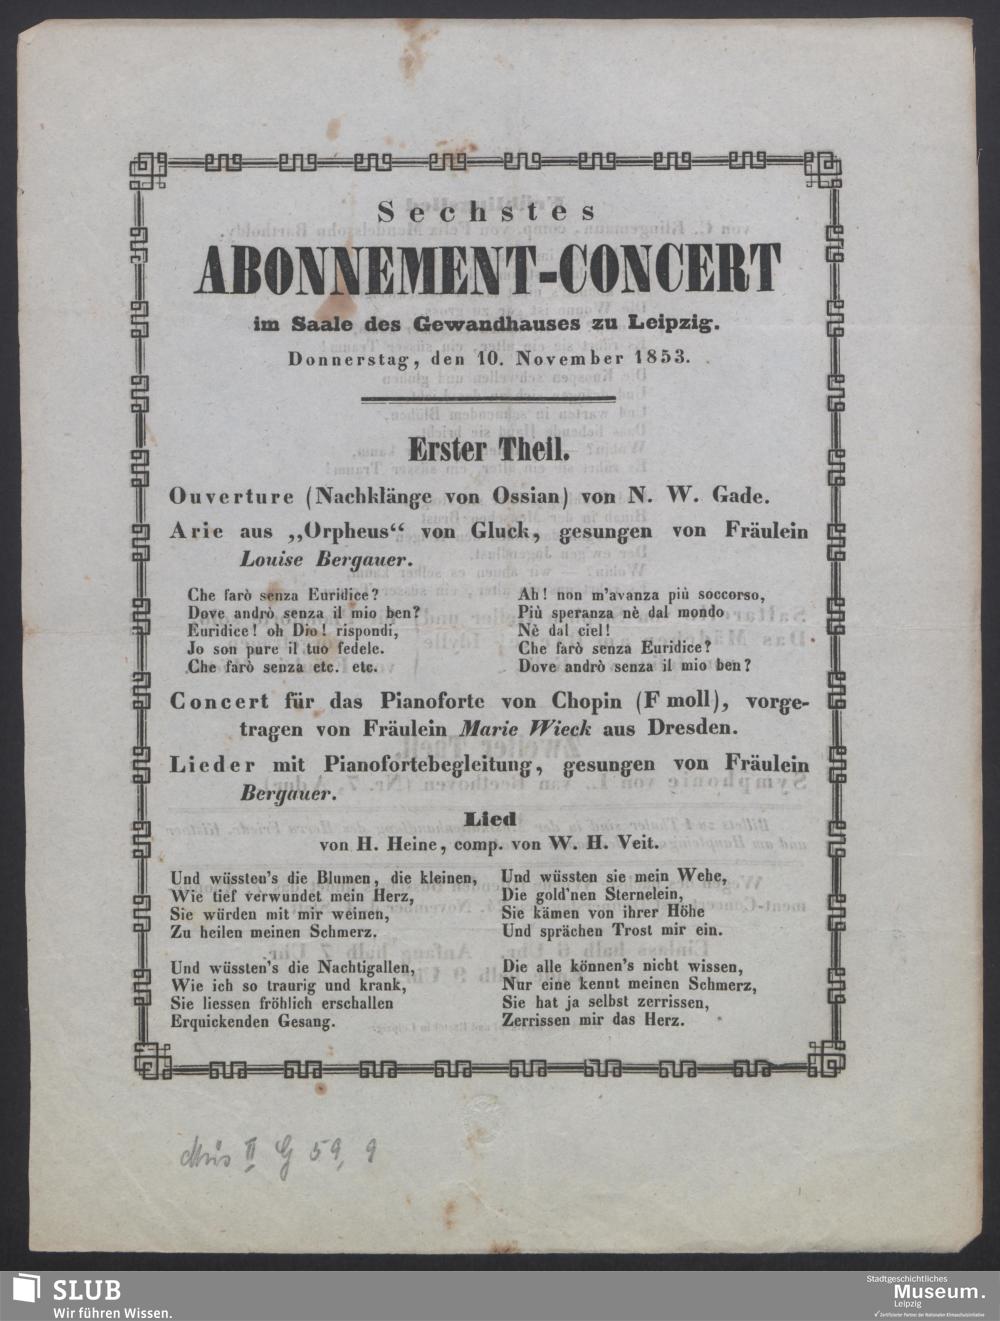 Sechstes
ABONNEMENT-CONCERT
im Saale des Gewandhauses zu Leipzig.
Donnerstag, den 10. November 1853.
Erster Theil.
Ouverture (Nachklänge von Ossian) von N. W. Gade.
Arie aus „Orpheus“ von Gluck, gesungen von Fräulein
Louise Bergauer.
Che farò senza Euridice?
Dove andrò senza il mio ben?
Euridice! oh Dio! rispondi,
Jo son pure il tuo fedele.
Che farò senza etc. etc.
Ah! non m'avanza più soccorso,
Più speranza nè dal mondo
Nè dal ciel!
Che farò senza Euridice?
Dove andrò senza il mio ben?
Concert für das Pianoforte von Chopin (F moll), vorge-
tragen von Fräulein Marie Wieck aus Dresden.
Lieder mit Pianofortebegleitung, gesungen von Fräulein
Bergauer.
Lied
von H. Heine, comp. von W. H. Veit.
Und wüssten's die Blumen, die kleinen,
Wie tief verwundet mein Herz,
Sie würden mit mir weinen,
Zu heilen meinen Schmerz.
Und wüssten's die Nachtigallen,
Wie ich so traurig und krank,
Sie liessen fröhlich erschallen
Erquickenden Gesang.
Und wüssten sie mein Wehe,
Die gold'nen Sternelein,
Sie kämen von ihrer Höhe
Und sprächen Trost mir ein.
Die alle können's nicht wissen,
Nur eine kennt meinen Schmerz,
Sie hat ja selbst zerrissen,
Zerrissen mir das Herz.
Mus II G 59, 9
SLUB
Wir führen Wissen.
Stadtgeschichtliches
Museum.
Leipzig
Zertifizierter Partner der Nationalen Klimaschutzinitiative